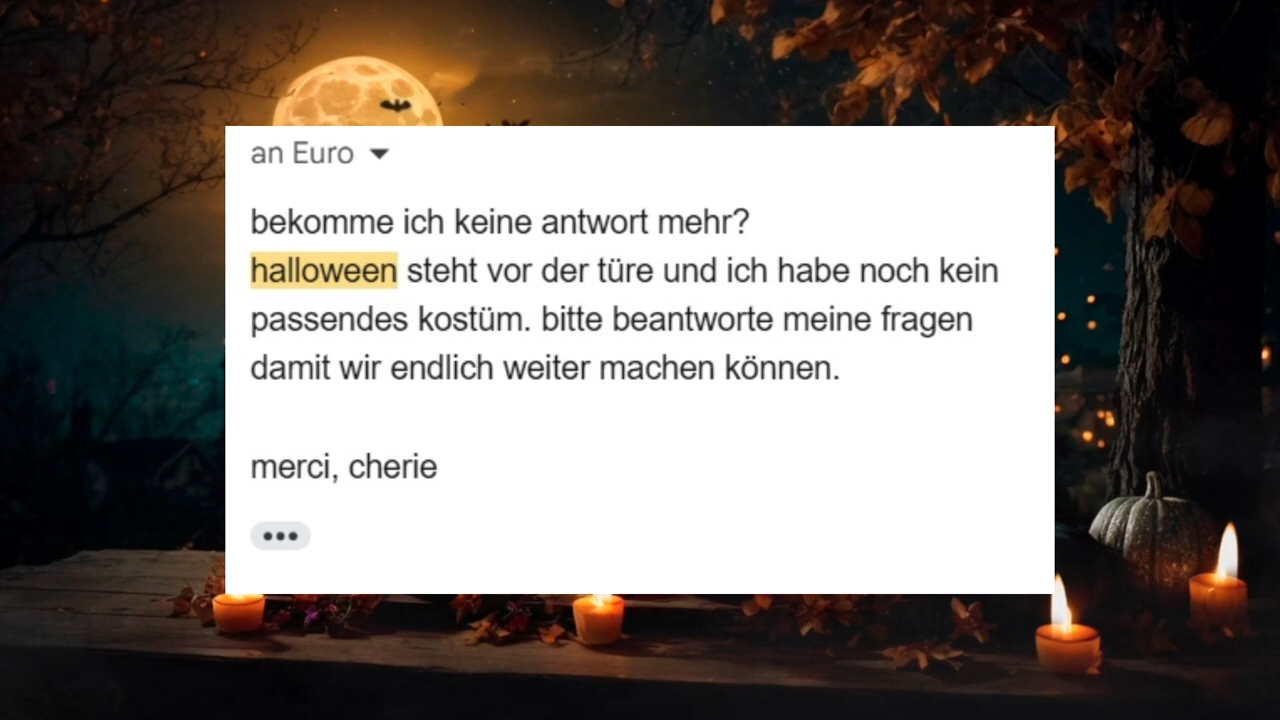 an Euro
bekomme ich keine antwort mehr?
halloween steht vor der türe und ich habe noch kein
passendes kostüm. bitte beantworte meine fragen
damit wir endlich weiter machen können.
merci, cherie